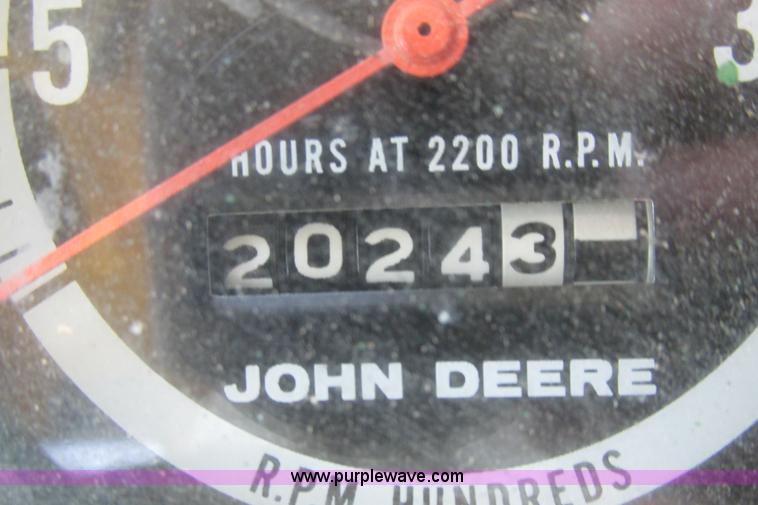 5
3
HOURS AT 2200 R.P.M.
20243
JOHN DEERE
www.purplewave.com
R.P.M HUNDREDS